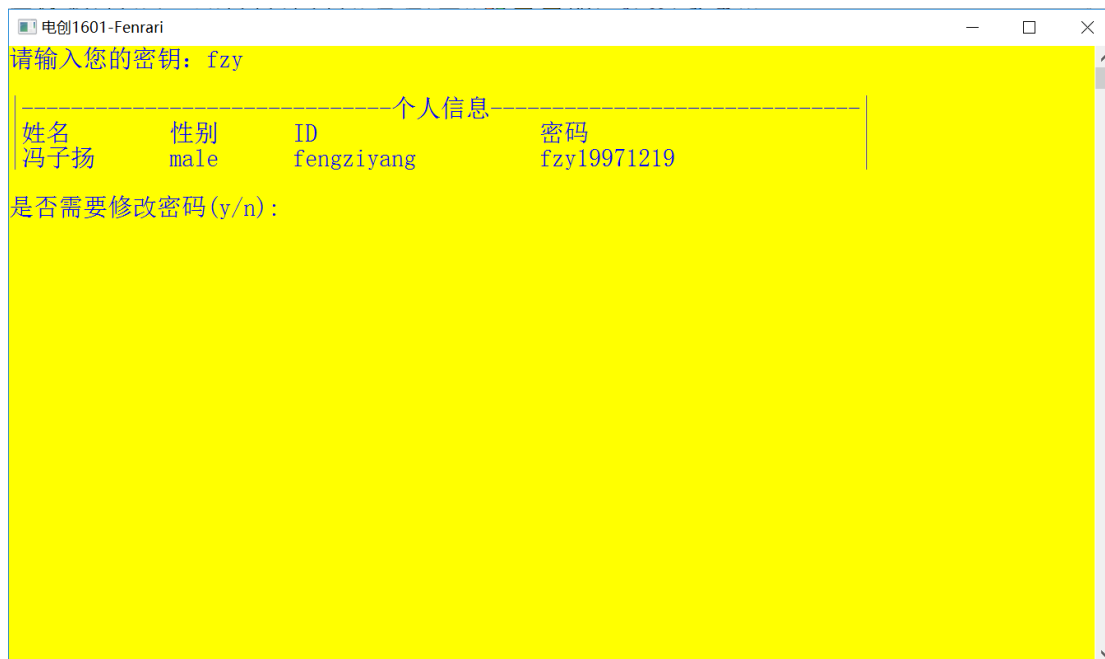 电创1601-Fenrari
请输入您的密钥：fzy
|------------------------------个人信息------------------------------|
姓名 性别 ID 密码
冯子扬 male fengziyang fzy19971219
是否需要修改密码(y/n):